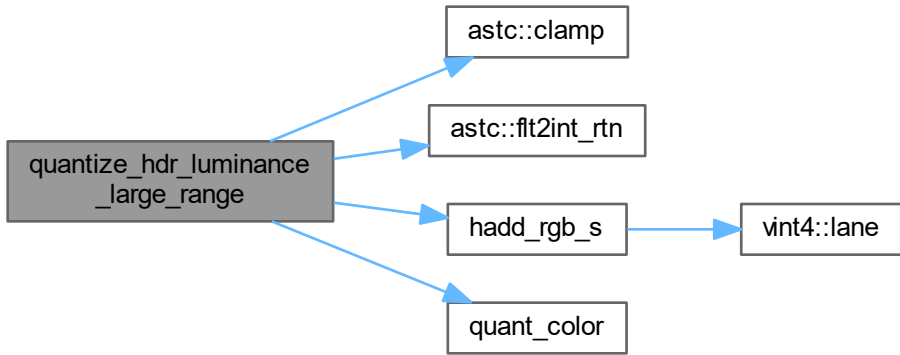 astc::clamp
astc::flt2int_rtn
quantize_hdr_luminance
_large_range
hadd_rgb_s
vint4::lane
quant_color